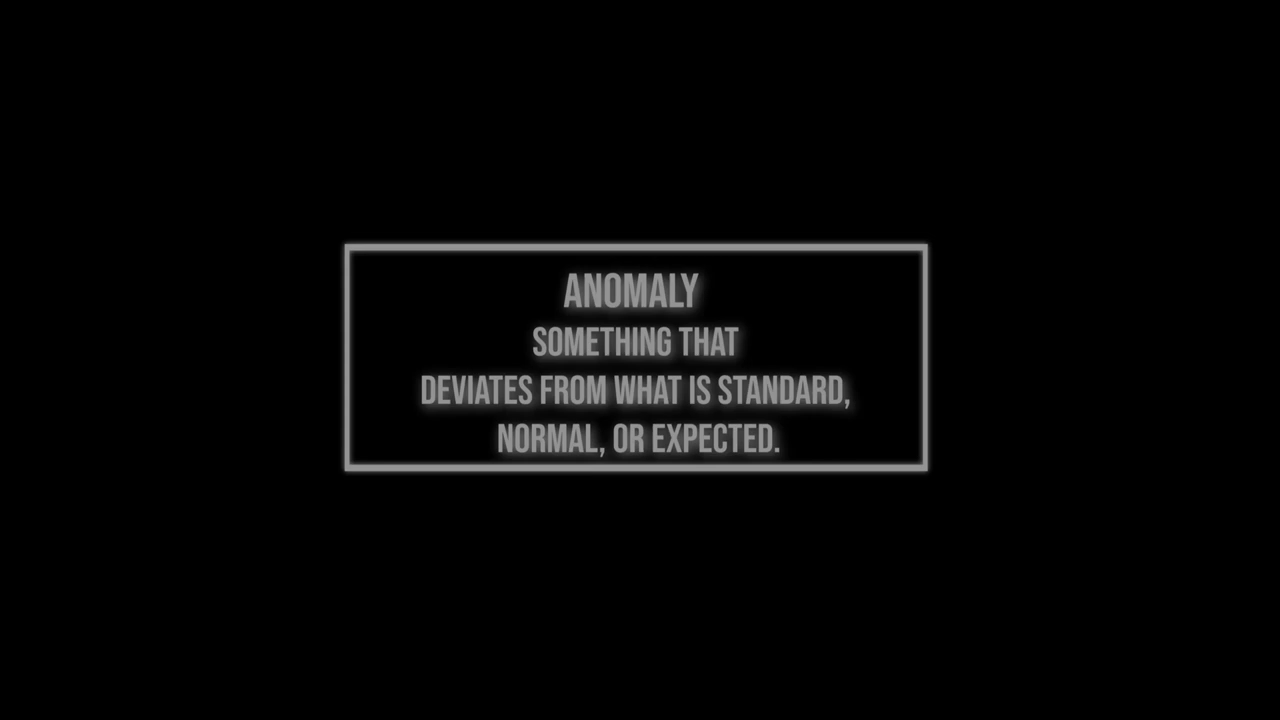 ANOMALY
SOMETHING THAT
DEVIATES FROM WHAT IS STANDARD,
NORMAL, OR EXPECTED.